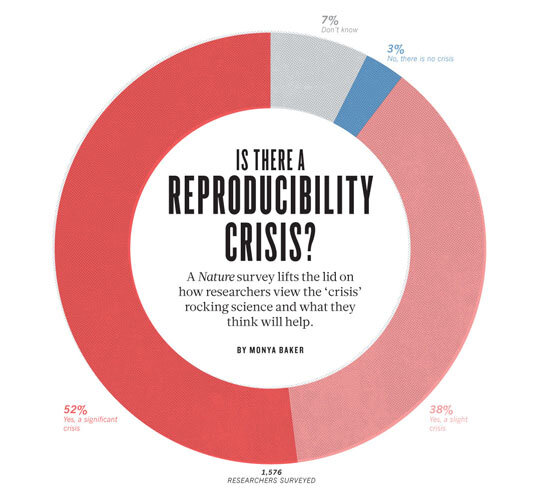 7%
Don't know
3%
No, there is no crisis
IS THERE A
REPRODUCIBILITY
CRISIS?
A Nature survey lifts the lid on
how researchers view the ‘crisis’
rocking science and what they
think will help.
BY MONYA BAKER
52%
Yes, a significant
crisis
38%
Yes, a slight
crisis
1,576
RESEARCHERS SURVEYED